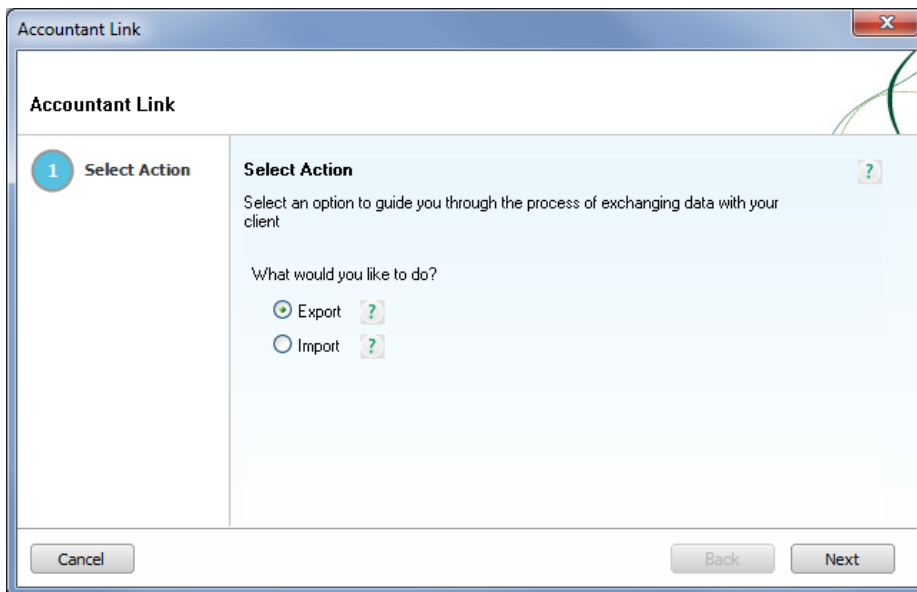 Accountant Link
X
Accountant Link
1 Select Action
Select Action ?
Select an option to guide you through the process of exchanging data with your
client
What would you like to do?
Export ?
Import ?
Cancel Back Next